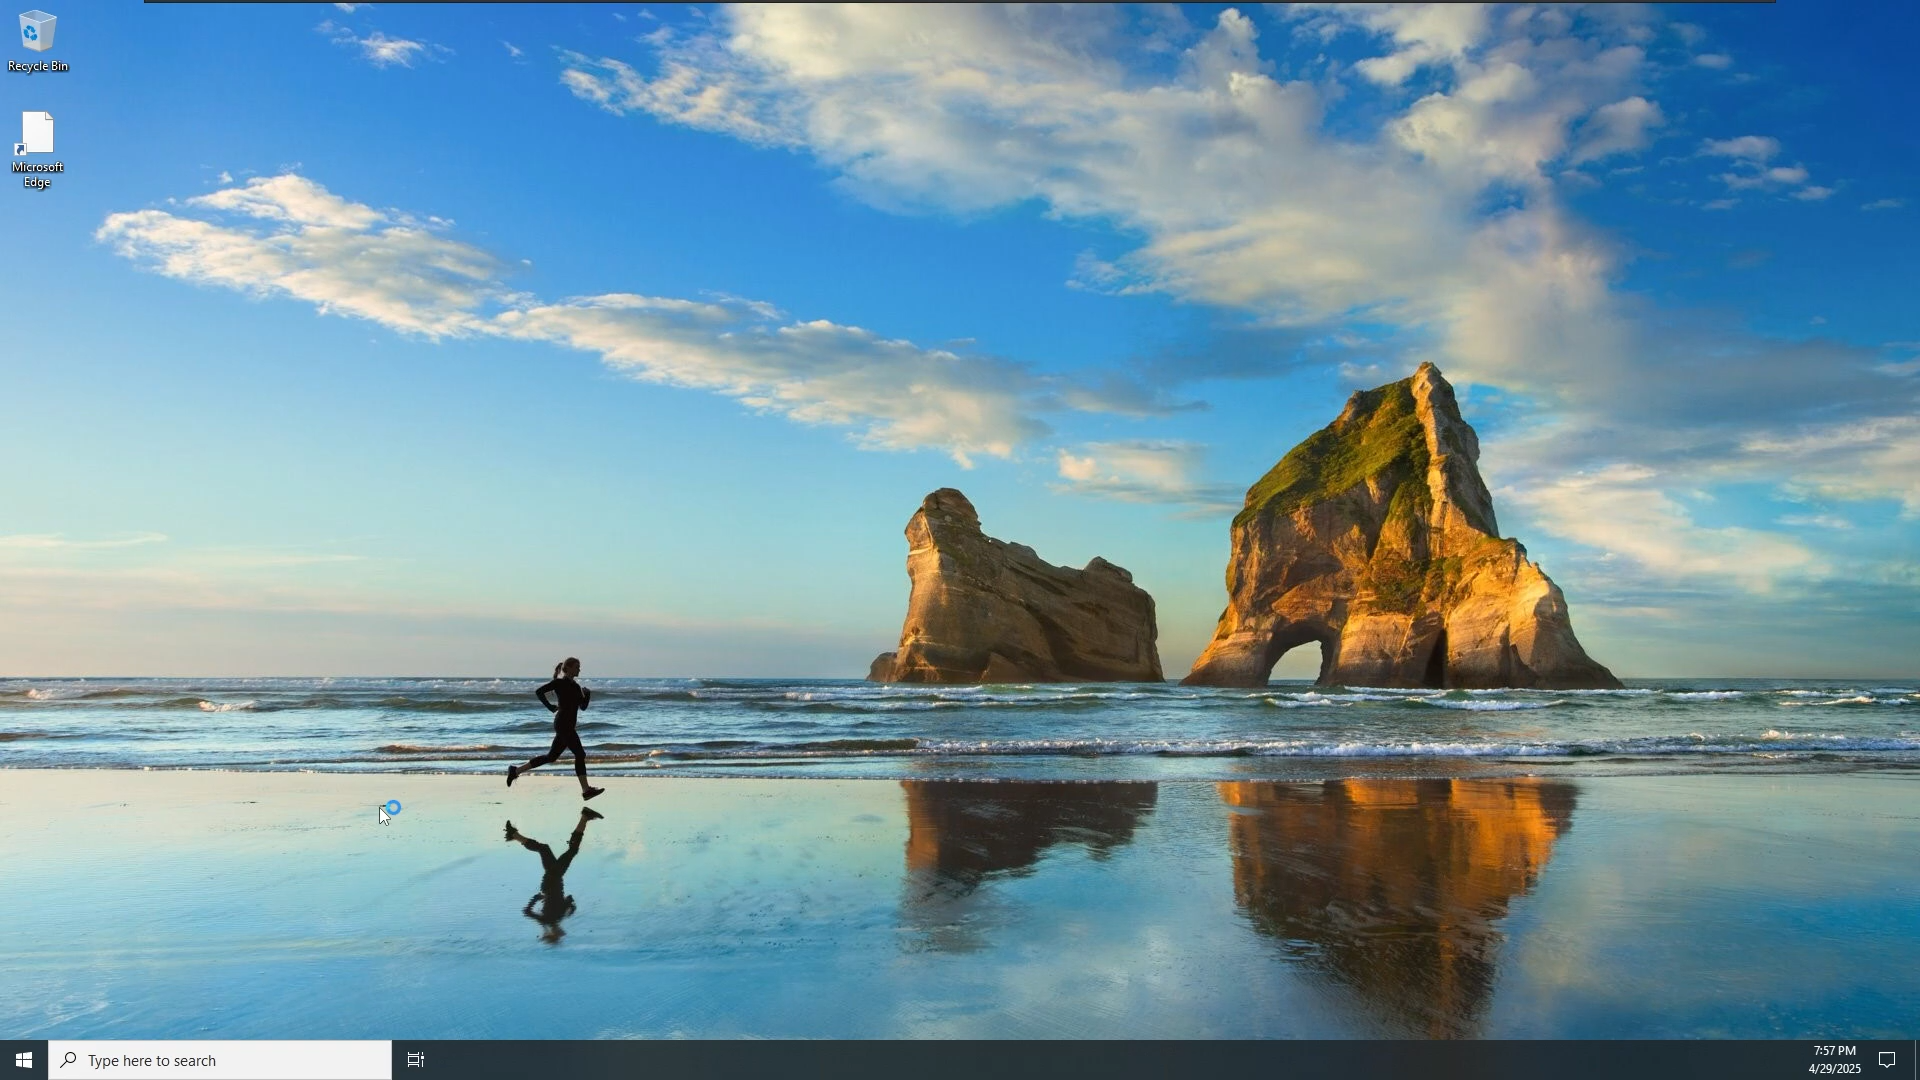 Recycle Bin
Microsoft
Edge
Type here to search
7:57 PM
4/29/2025